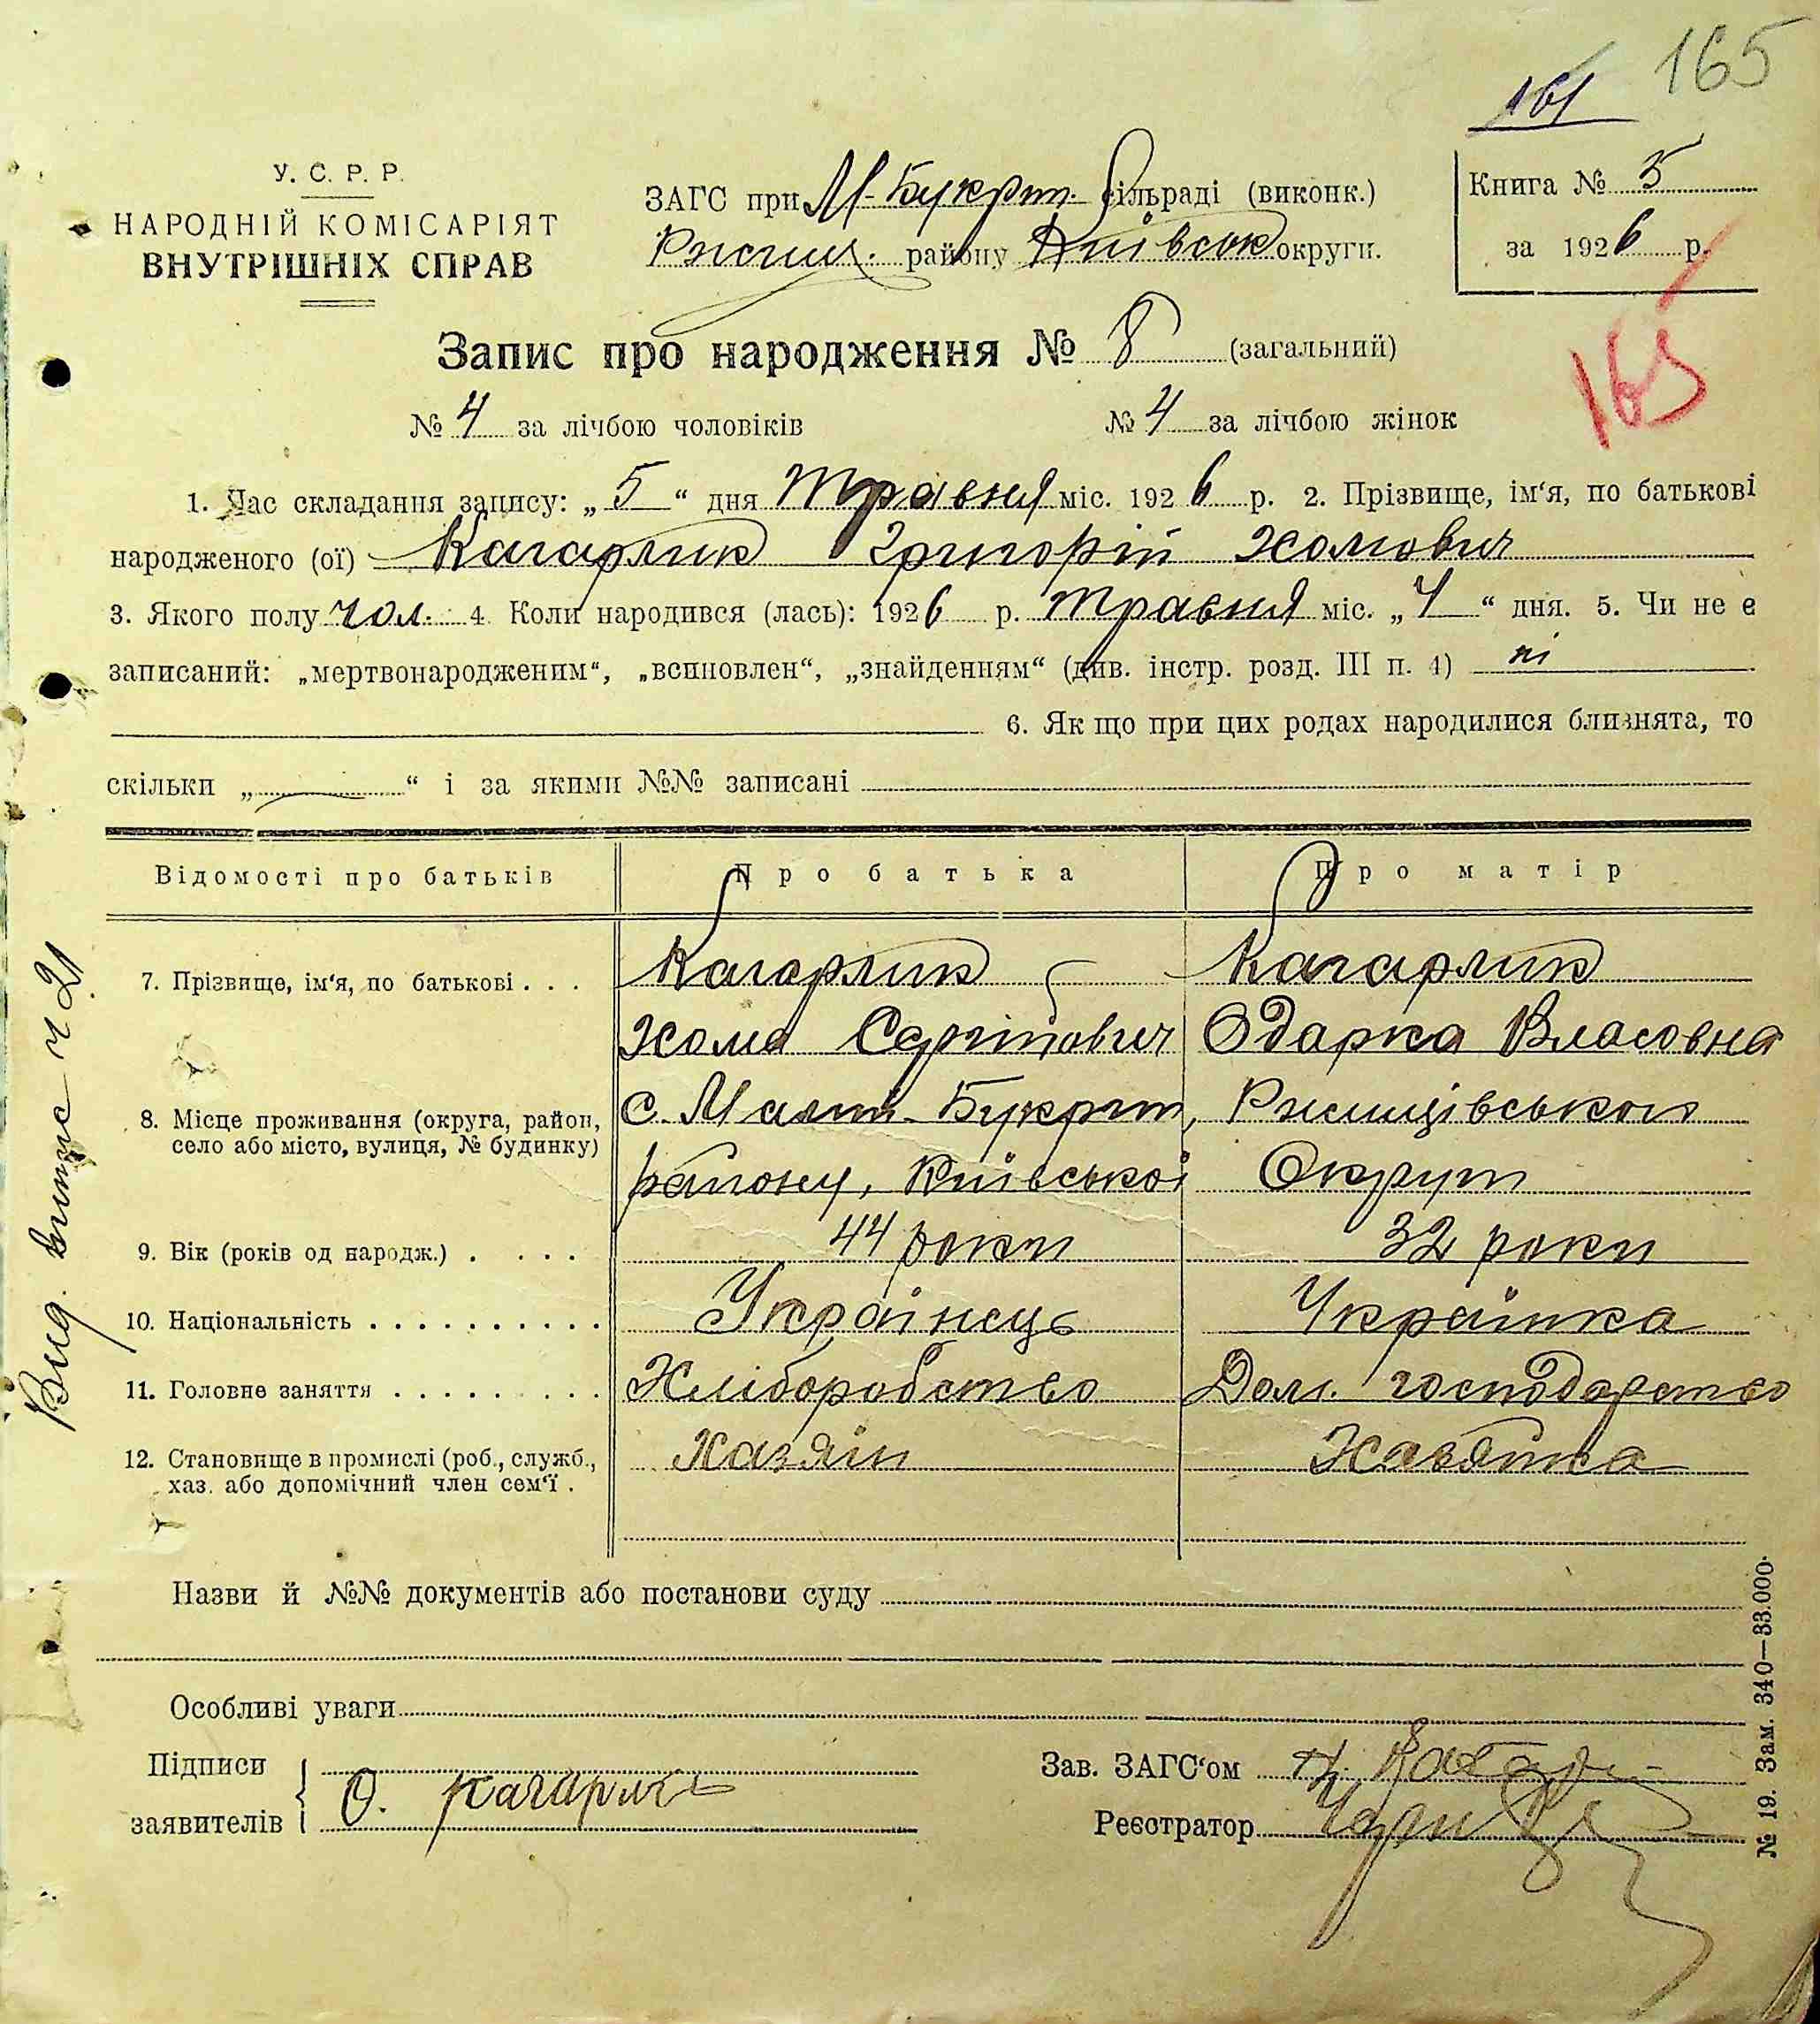 165
161
У. С. Р. Р.
НАРОДНІЙ КОМІСАРІЯТ
ВНУТРІШНІХ СПРАВ
ЗАГС при М-Букрт. сільраді (виконк.)
Ржищ. району Київськ округи.
Книга № 5
за 1926 р.
165
Запис про народження № 8 (загальний)
№ 4 за лічбою чоловіків № 4 за лічбою жінок
1. Час складання запису: „5“ дня Травня міс. 1926 р. 2. Прізвище, ім‘я, по батькові
народженого (ої) Кагарлик Григорій Хомович
3. Якого полу чол. 4. Коли народився (лась): 1926 р. Травня міс. „4“ дня. 5. Чи не є
записаний: „мертвонародженим“, „всиновлен“, „знайденням“ (див. інстр. розд. III п. 4) ні
6. Як що при цих родах народилися близнята, то
скільки „ “ і за якими №№ записані
Відомості про батьків Про батька Про матір
7. Прізвище, ім‘я, по батькові . . . Кагарлик Кагарлик
Хома Сергійович Одарка Власовна
8. Місце проживання (округа, район, с. Малий-Букрин, Ржищівського
село або місто, вулиця, № будинку)
району, Київської Округи
9. Вік (років од народж.) . . . . 44 роки 32 роки
10. Національність . . . . . . . . . . Українець Українка
11. Головне заняття . . . . . . . . . Хліборобство Дом. господарство
12. Становище в промислі (роб., служб., Хазяїн Хазяйка
хаз. або допомічний член сем‘ї .
Вид. витяг ч 21
Назви й №№ документів або постанови суду
Особливі уваги
Підписи
заявителів О. Кагарлик
Зав. ЗАГС‘ом
Реєстратор
№ 19. Зам. 340—33.000.